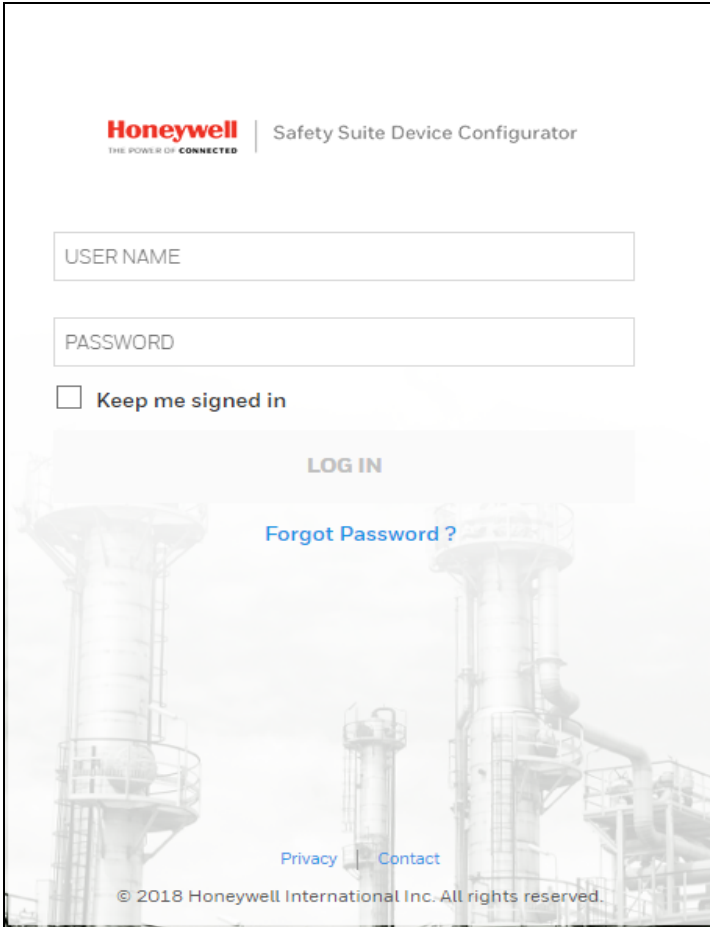 Honeywell
THE POWER OF CONNECTED
Safety Suite Device Configurator
USER NAME
PASSWORD
Keep me signed in
LOG IN
Forgot Password ?
Privacy | Contact
© 2018 Honeywell International Inc. All rights reserved.